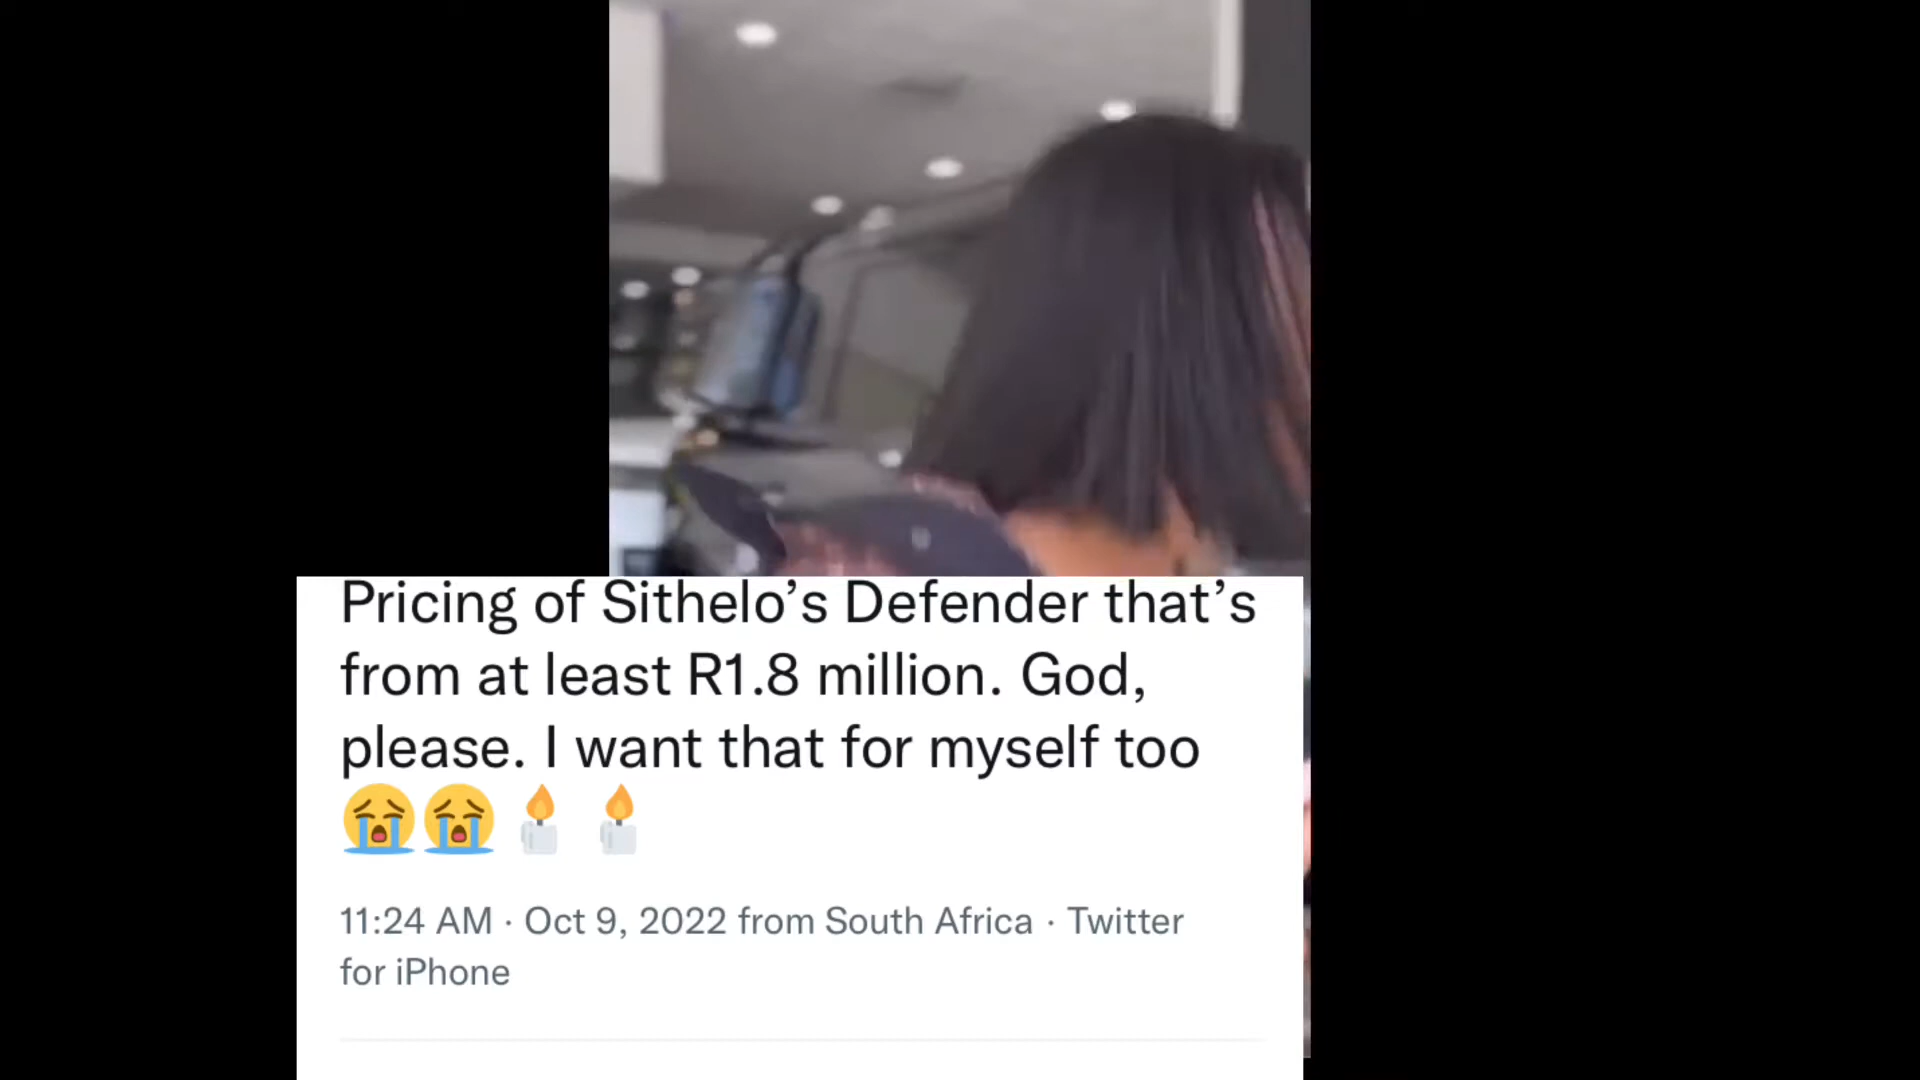 Pricing of Sithelo’s Defender that’s
from at least R1.8 million. God,
please. I want that for myself too
😭😭🕯️🕯️
11:24 AM · Oct 9, 2022 from South Africa · Twitter
for iPhone